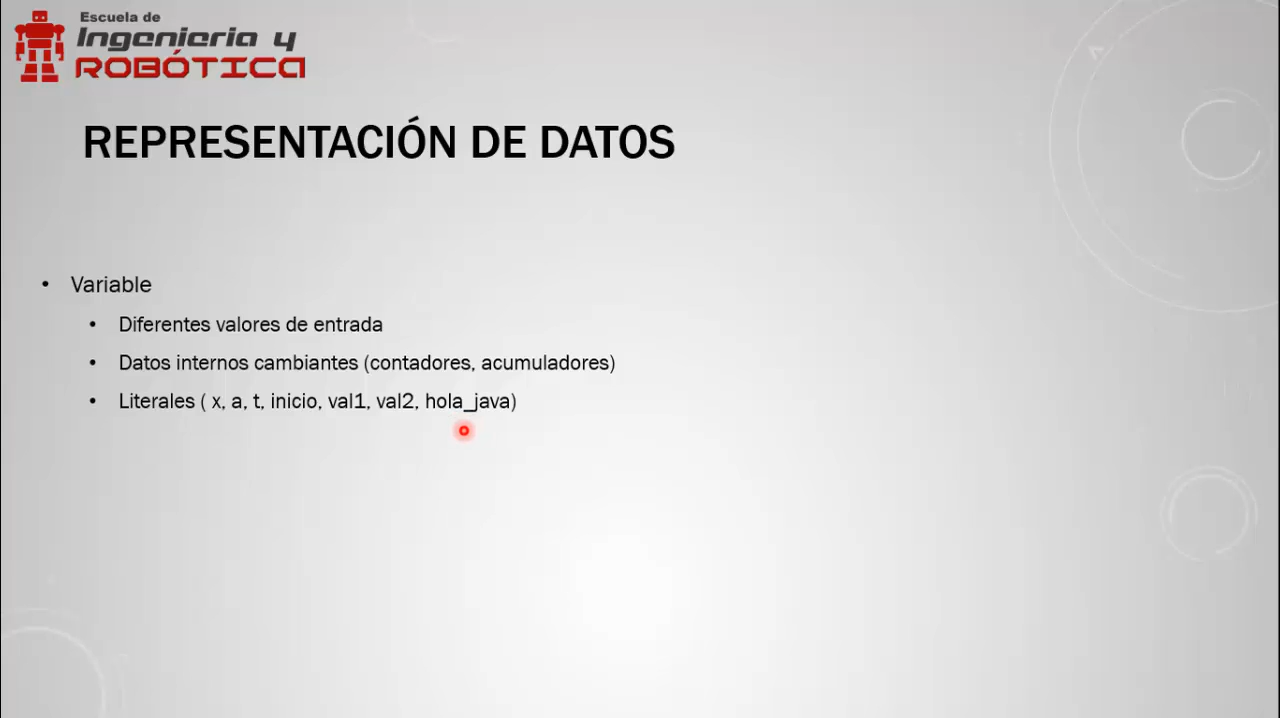 Escuela de
Ingenieria y
ROBÓTICA
REPRESENTACIÓN DE DATOS
• Variable
• Diferentes valores de entrada
• Datos internos cambiantes (contadores, acumuladores)
• Literales ( x, a, t, inicio, val1, val2, hola_java)